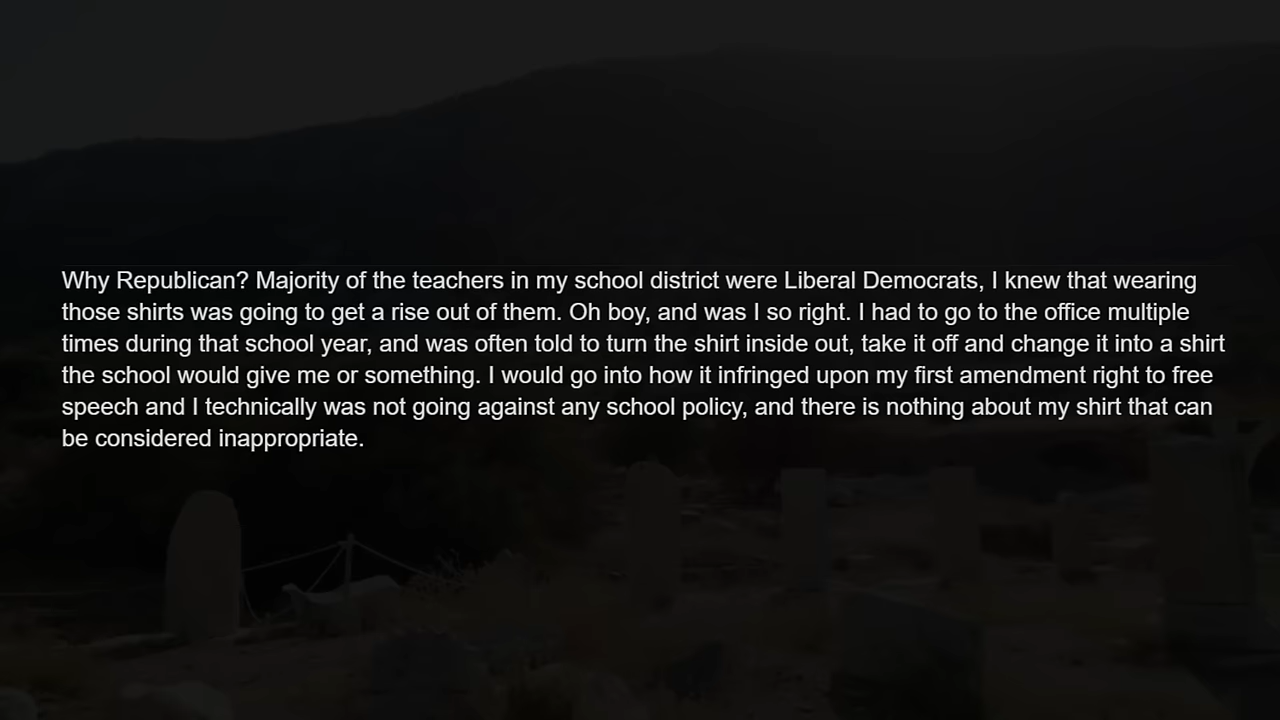 Why Republican? Majority of the teachers in my school district were Liberal Democrats, I knew that wearing
those shirts was going to get a rise out of them. Oh boy, and was I so right. I had to go to the office multiple
times during that school year, and was often told to turn the shirt inside out, take it off and change it into a shirt
the school would give me or something. I would go into how it infringed upon my first amendment right to free
speech and I technically was not going against any school policy, and there is nothing about my shirt that can
be considered inappropriate.